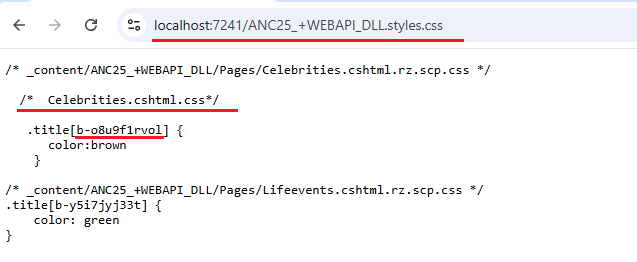 localhost:7241/ANC25_+WEBAPI_DLL.styles.css
/* _content/ANC25_+WEBAPI_DLL/Pages/Celebrities.cshtml.rz.scp.css */
/*  Celebrities.cshtml.css*/
.title[b-o8u9f1rvol] {
color:brown
}
/* _content/ANC25_+WEBAPI_DLL/Pages/Lifeevents.cshtml.rz.scp.css */
.title[b-y5i7jyj33t] {
color: green
}